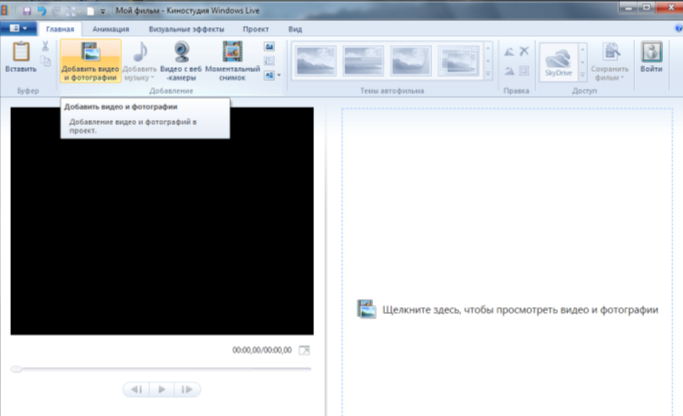 Мой фильм - Киностудия Windows Live
Главная
Анимация
Визуальные эффекты
Проект
Вид
Вставить
Добавить видео
и фотографии
Добавить
музыку
Видео с веб
-камеры
Моментальный
снимок
SkyDrive
Сохранить
фильм
Войти
Буфер
Добавление
Темы автофильма
Правка
Доступ
Добавить видео и фотографии
Добавление видео и фотографий в
проект.
Щелкните здесь, чтобы просмотреть видео и фотографии
00:00,00/00:00,00